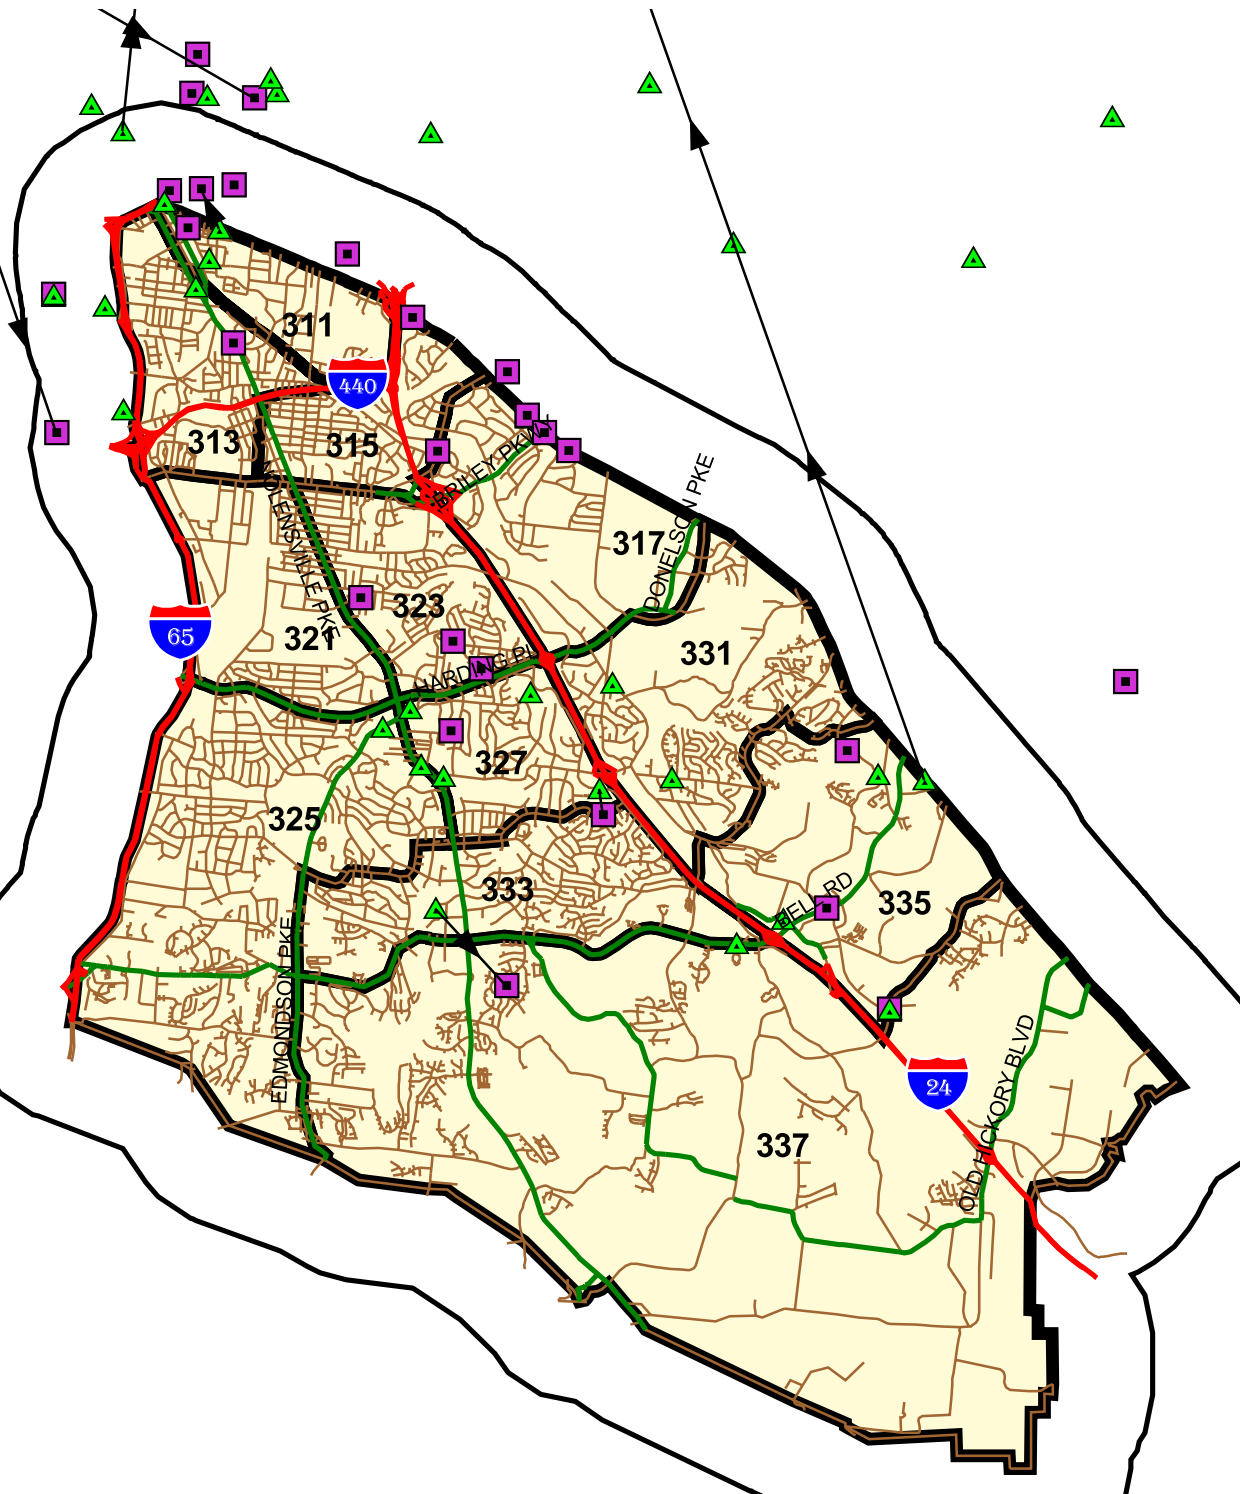 311
440
313
315
BRILEY PKWY
NOLENSVILLE PKE
317
DONELSON PKE
323
65
321
HARDING PL
331
327
325
333
BELL RD
335
EDMONDSON PKE
24
OLD HICKORY BLVD
337